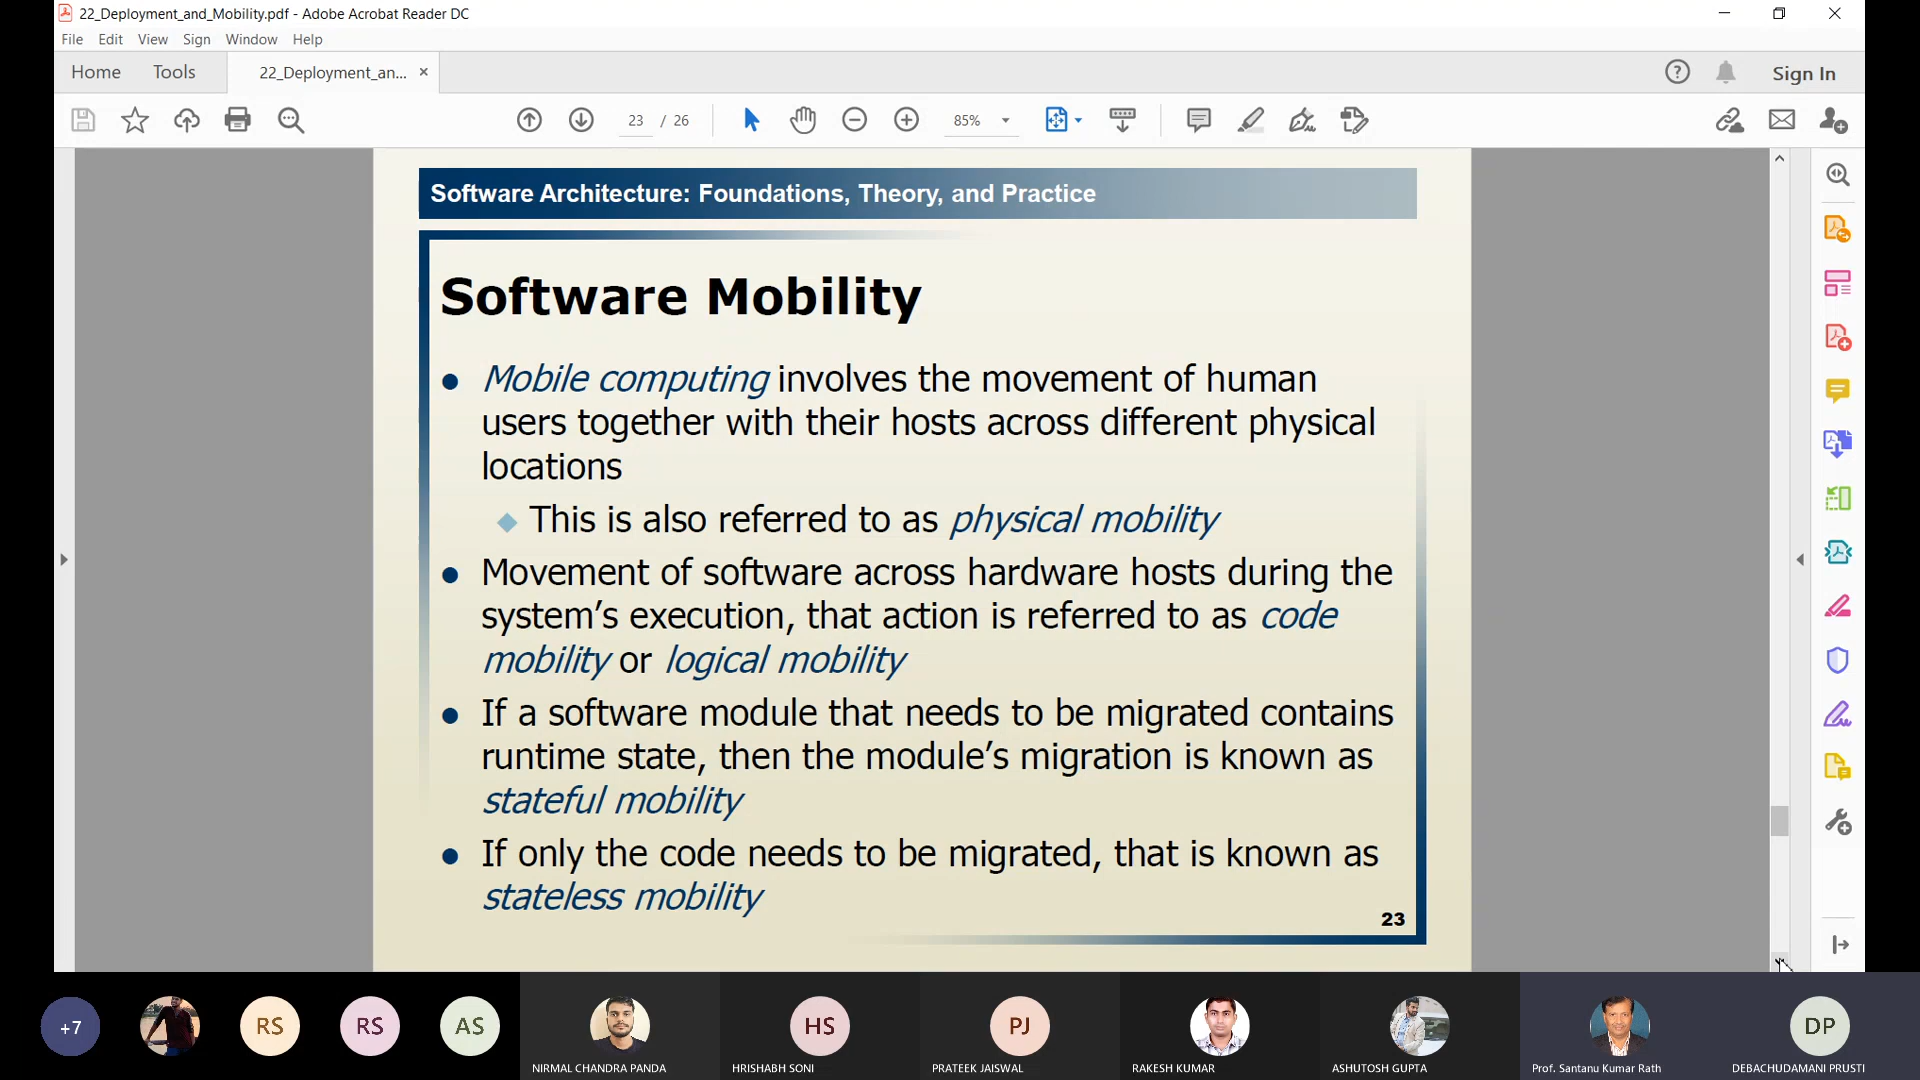 22_Deployment_and_Mobility.pdf - Adobe Acrobat Reader DC
File Edit View Sign Window Help
Home Tools 22_Deployment_an... × Sign In
23 / 26 85%
Software Architecture: Foundations, Theory, and Practice
Software Mobility
● Mobile computing involves the movement of human
users together with their hosts across different physical
locations
◆ This is also referred to as physical mobility
● Movement of software across hardware hosts during the
system’s execution, that action is referred to as code
mobility or logical mobility
● If a software module that needs to be migrated contains
runtime state, then the module’s migration is known as
stateful mobility
● If only the code needs to be migrated, that is known as
stateless mobility
23
+7 RS RS AS HS PJ DP
NIRMAL CHANDRA PANDA HRISHABH SONI PRATEEK JAISWAL RAKESH KUMAR ASHUTOSH GUPTA Prof. Santanu Kumar Rath DEBACHUDAMANI PRUSTI